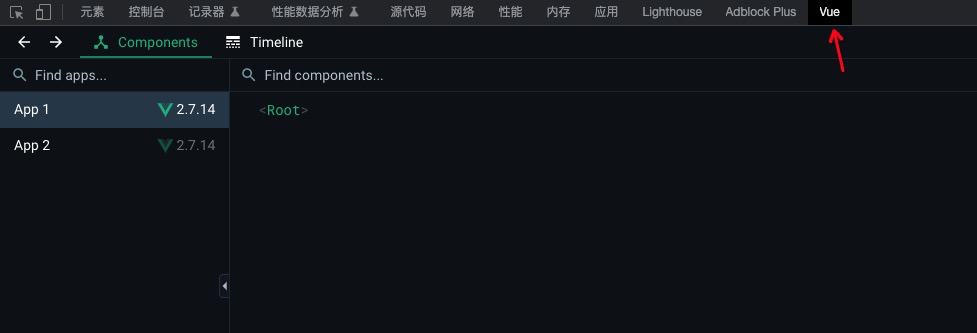 元素 控制台 记录器 性能数据分析 源代码 网络 性能 内存 应用 Lighthouse Adblock Plus Vue
Components Timeline
Find apps... Find components...
App 1 2.7.14 <Root>
App 2 2.7.14